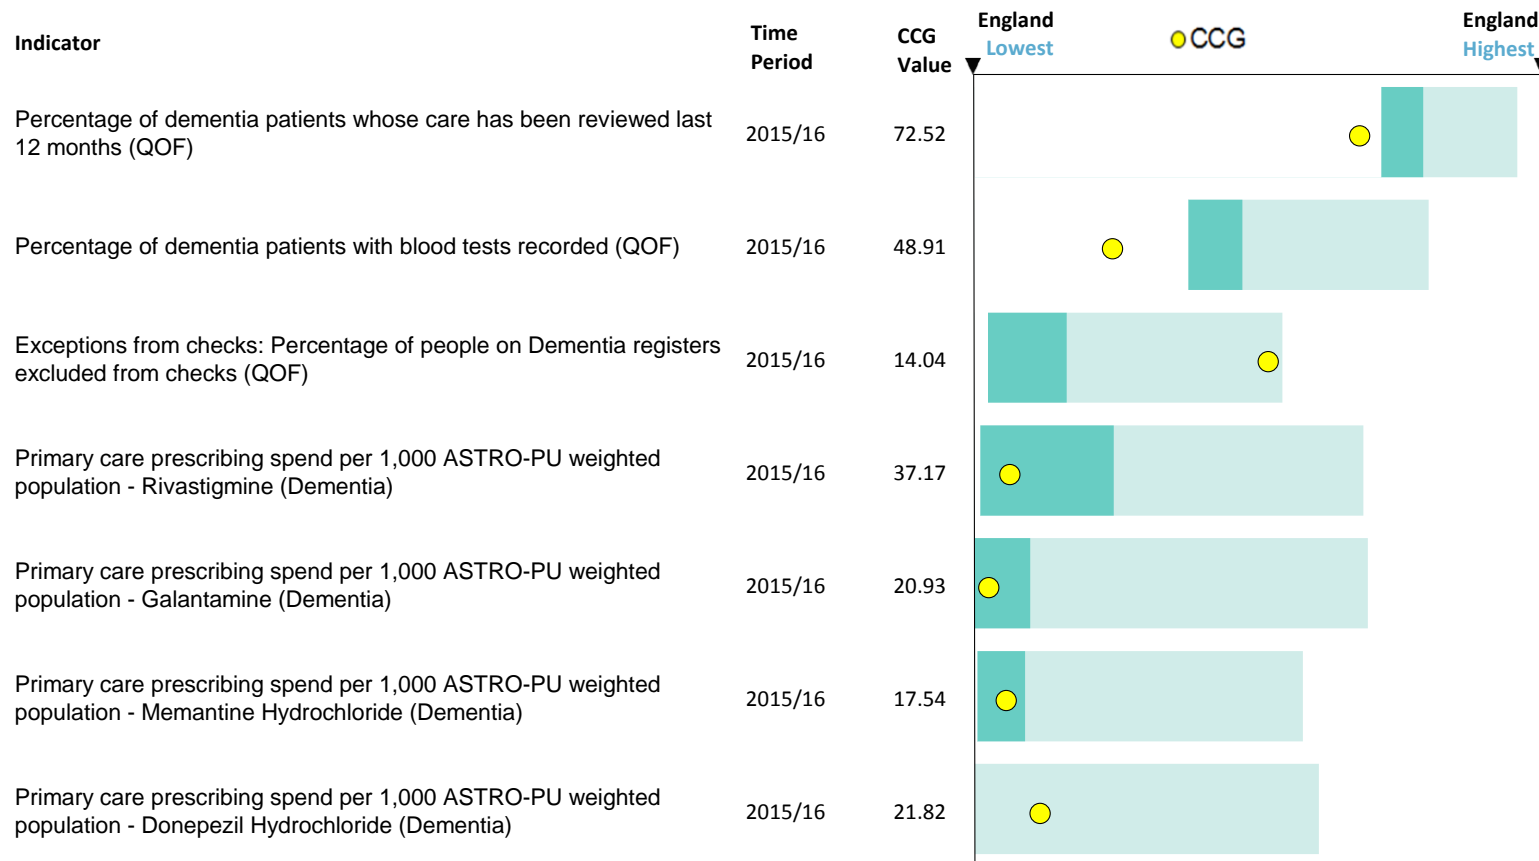 Indicator
Time
Period
CCG
Value
England
Lowest
CCG
England
Highest
Percentage of dementia patients whose care has been reviewed last
12 months (QOF)
2015/16
72.52
Percentage of dementia patients with blood tests recorded (QOF)
2015/16
48.91
Exceptions from checks: Percentage of people on Dementia registers
excluded from checks (QOF)
2015/16
14.04
Primary care prescribing spend per 1,000 ASTRO-PU weighted
population - Rivastigmine (Dementia)
2015/16
37.17
Primary care prescribing spend per 1,000 ASTRO-PU weighted
population - Galantamine (Dementia)
2015/16
20.93
Primary care prescribing spend per 1,000 ASTRO-PU weighted
population - Memantine Hydrochloride (Dementia)
2015/16
17.54
Primary care prescribing spend per 1,000 ASTRO-PU weighted
population - Donepezil Hydrochloride (Dementia)
2015/16
21.82